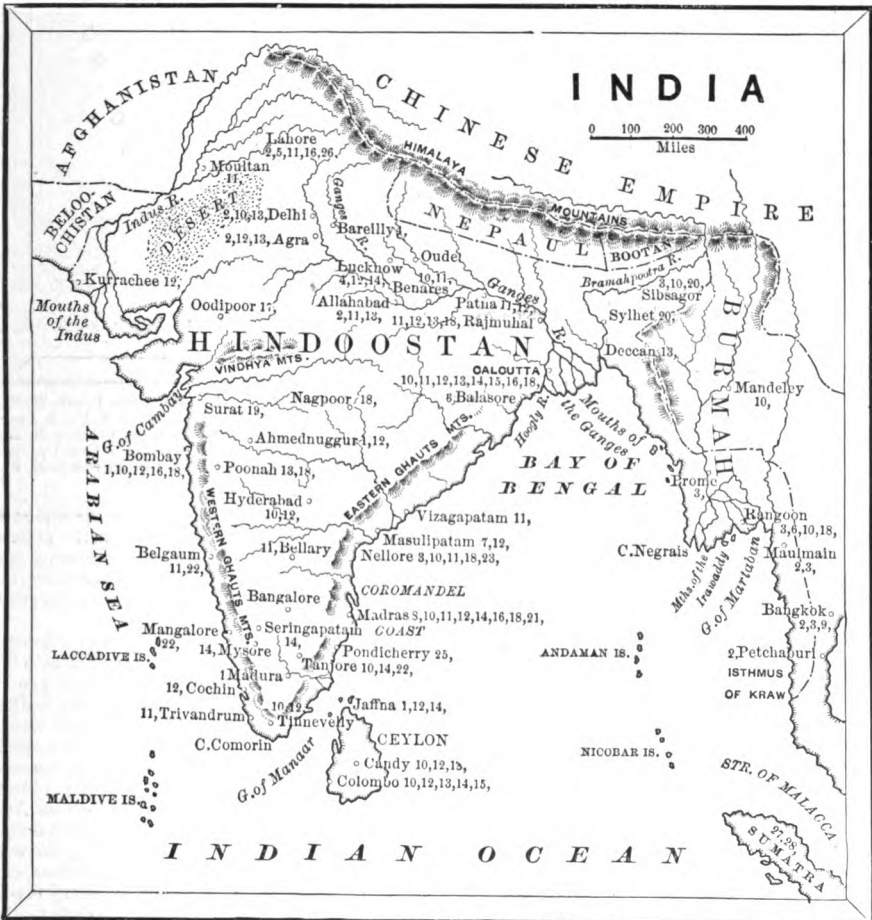 INDIA
0 100 200 300 400
Miles
AFGHANISTAN
CHINESE EMPIRE
BELOO-
CHISTAN
Lahore
2,5,11,16,26,
Moultan
11,
Indus R.
DESERT
HIMALAYA
MOUNTAINS
2,10,13, Delhi
2,12,13, Agra
Ganges
R.
Bareilly 4,
NEPAUL
BOOTAN
Bramahpootra R.
3,10,20,
Sibsagor
Kurrachee 12,
Mouths
of the
Indus
Oodipoor 17,
Lucknow
4,12,14,
Oude
10,11,
Benares
Allahabad
2,11,13,
11,12,13,18,
Ganges
R.
Patna
Rajmuhal
Sylhet 20,
Deccan 13,
HINDOOSTAN
VINDHYA MTS.
BURMAH
CALCUTTA
10,11,12,13,14,15,16,18,
6, Balasore
Mandeley
10,
G. of Cambay
Surat 19,
Nagpoor 18,
Hoogly R.
Mouths of
the Ganges
Ahmednuggur 1,12,
Bombay
1,10,12,16,18,
Poonah 13,18,
EASTERN GHAUTS MTS.
BAY OF
BENGAL
ARABIAN SEA
WESTERN GHAUTS MTS.
Hyderabad
10,12,
Vizagapatam 11,
Prome
3,
Rangoon
3,6,10,18,
Masulipatam 7,12,
Belgaum
11,22,
11, Bellary
Nellore 3,10,11,18,23,
C. Negrais
Mths. of the
Irawaddy
G. of Martaban
Maulmain
2,3,
Bangalore
COROMANDEL
COAST
Madras 8,10,11,12,14,16,18,21,
Bangkok
2,3,9,
Mangalore
22,
Seringapatam
14,
14, Mysore
Pondicherry 25,
LACCADIVE IS.
ANDAMAN IS.
2, Petchaburi
ISTHMUS
OF KRAW
Tanjore 10,14,22,
1 Madura
12, Cochin
10,12,
Tinnevelly
11, Trivandrum
Jaffna 1,12,14,
C. Comorin
G. of Manaar
CEYLON
Candy 10,12,13,
Colombo 10,12,13,14,15,
NICOBAR IS.
MALDIVE IS.
STR. OF MALACCA
27,28,
SUMATRA
INDIAN OCEAN